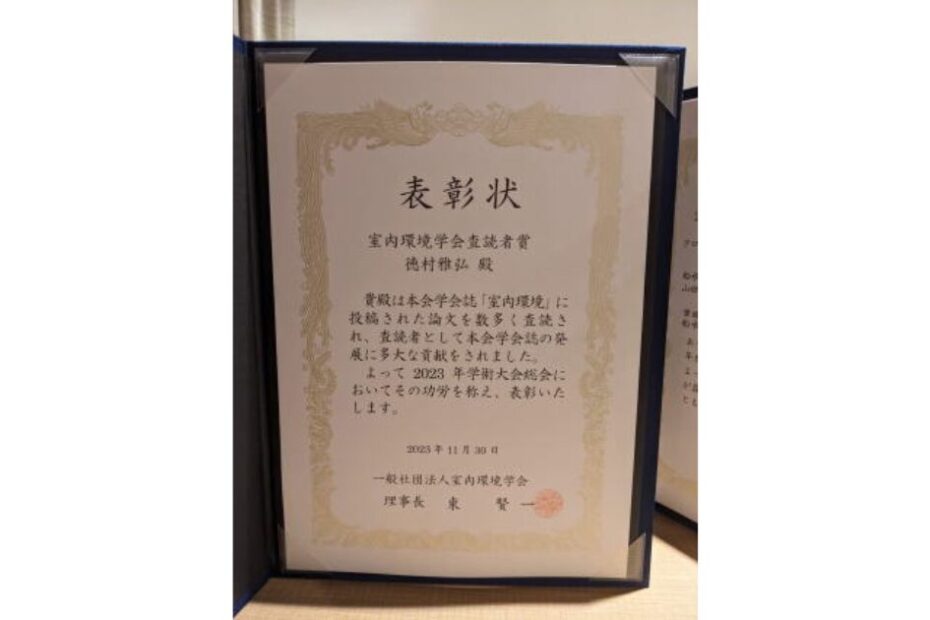 表彰状
室内環境学会査読者賞
徳村雅弘 殿
貴殿は本会学会誌「室内環境」に
投稿された論文を数多く査読さ
れ、査読者として本会学会誌の発
展に多大な貢献をされました。
よって 2023 年学術大会総会に
おいてその功労を称え、表彰いた
します。
2023 年 11 月 30 日
一般社団法人室内環境学会
理事長 東 賢一